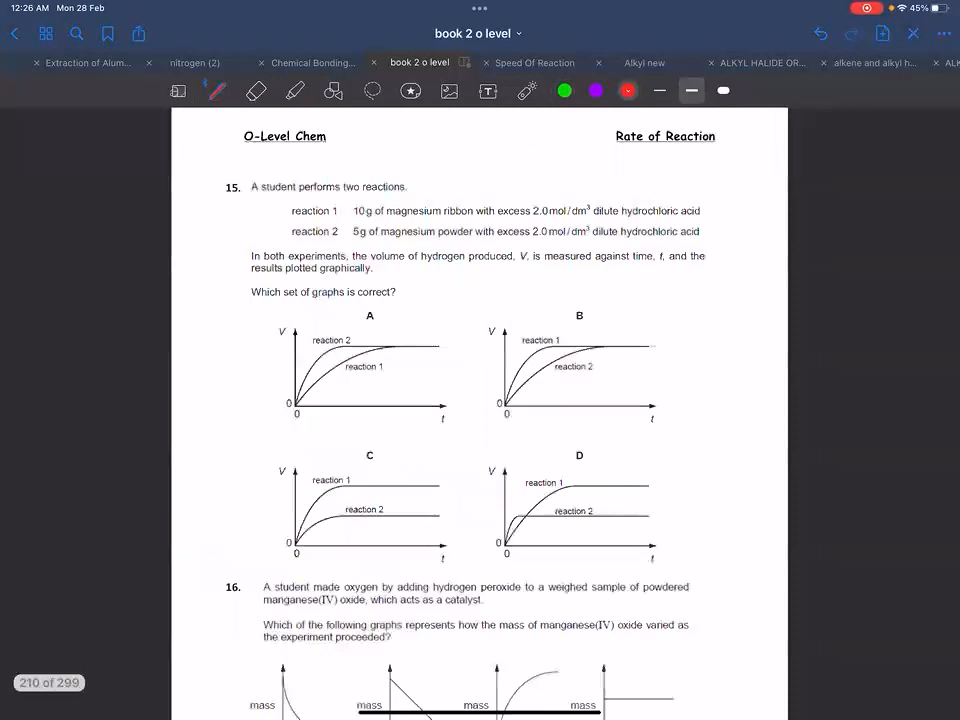 12:26 AM Mon 28 Feb
45%
book 2 o level
Extraction of Alum...
nitrogen (2)
Chemical Bonding...
book 2 o level
Speed Of Reaction
Alkyl new
ALKYL HALIDE OR...
alkene and alkyl h...
ALK
O-Level Chem
Rate of Reaction
15. A student performs two reactions.
reaction 1 10g of magnesium ribbon with excess 2.0mol/dm³ dilute hydrochloric acid
reaction 2 5g of magnesium powder with excess 2.0mol/dm³ dilute hydrochloric acid
In both experiments, the volume of hydrogen produced, V, is measured against time, t, and the
results plotted graphically.
Which set of graphs is correct?
A
V
reaction 2
reaction 1
0
0
t
B
V
reaction 1
reaction 2
0
0
t
C
V
reaction 1
reaction 2
0
0
t
D
V
reaction 1
reaction 2
0
0
t
16. A student made oxygen by adding hydrogen peroxide to a weighed sample of powdered
manganese(IV) oxide, which acts as a catalyst.
Which of the following graphs represents how the mass of manganese(IV) oxide varied as
the experiment proceeded?
mass
mass
mass
mass
210 of 299